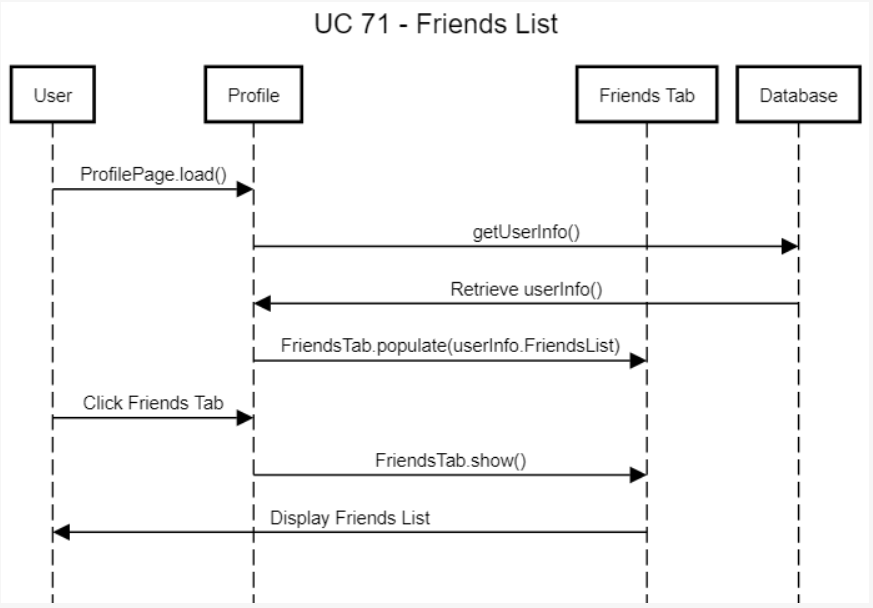 UC 71 - Friends List
User
Profile
Friends Tab
Database
ProfilePage.load()
getUserInfo()
Retrieve userInfo()
FriendsTab.populate(userInfo.FriendsList)
Click Friends Tab
FriendsTab.show()
Display Friends List